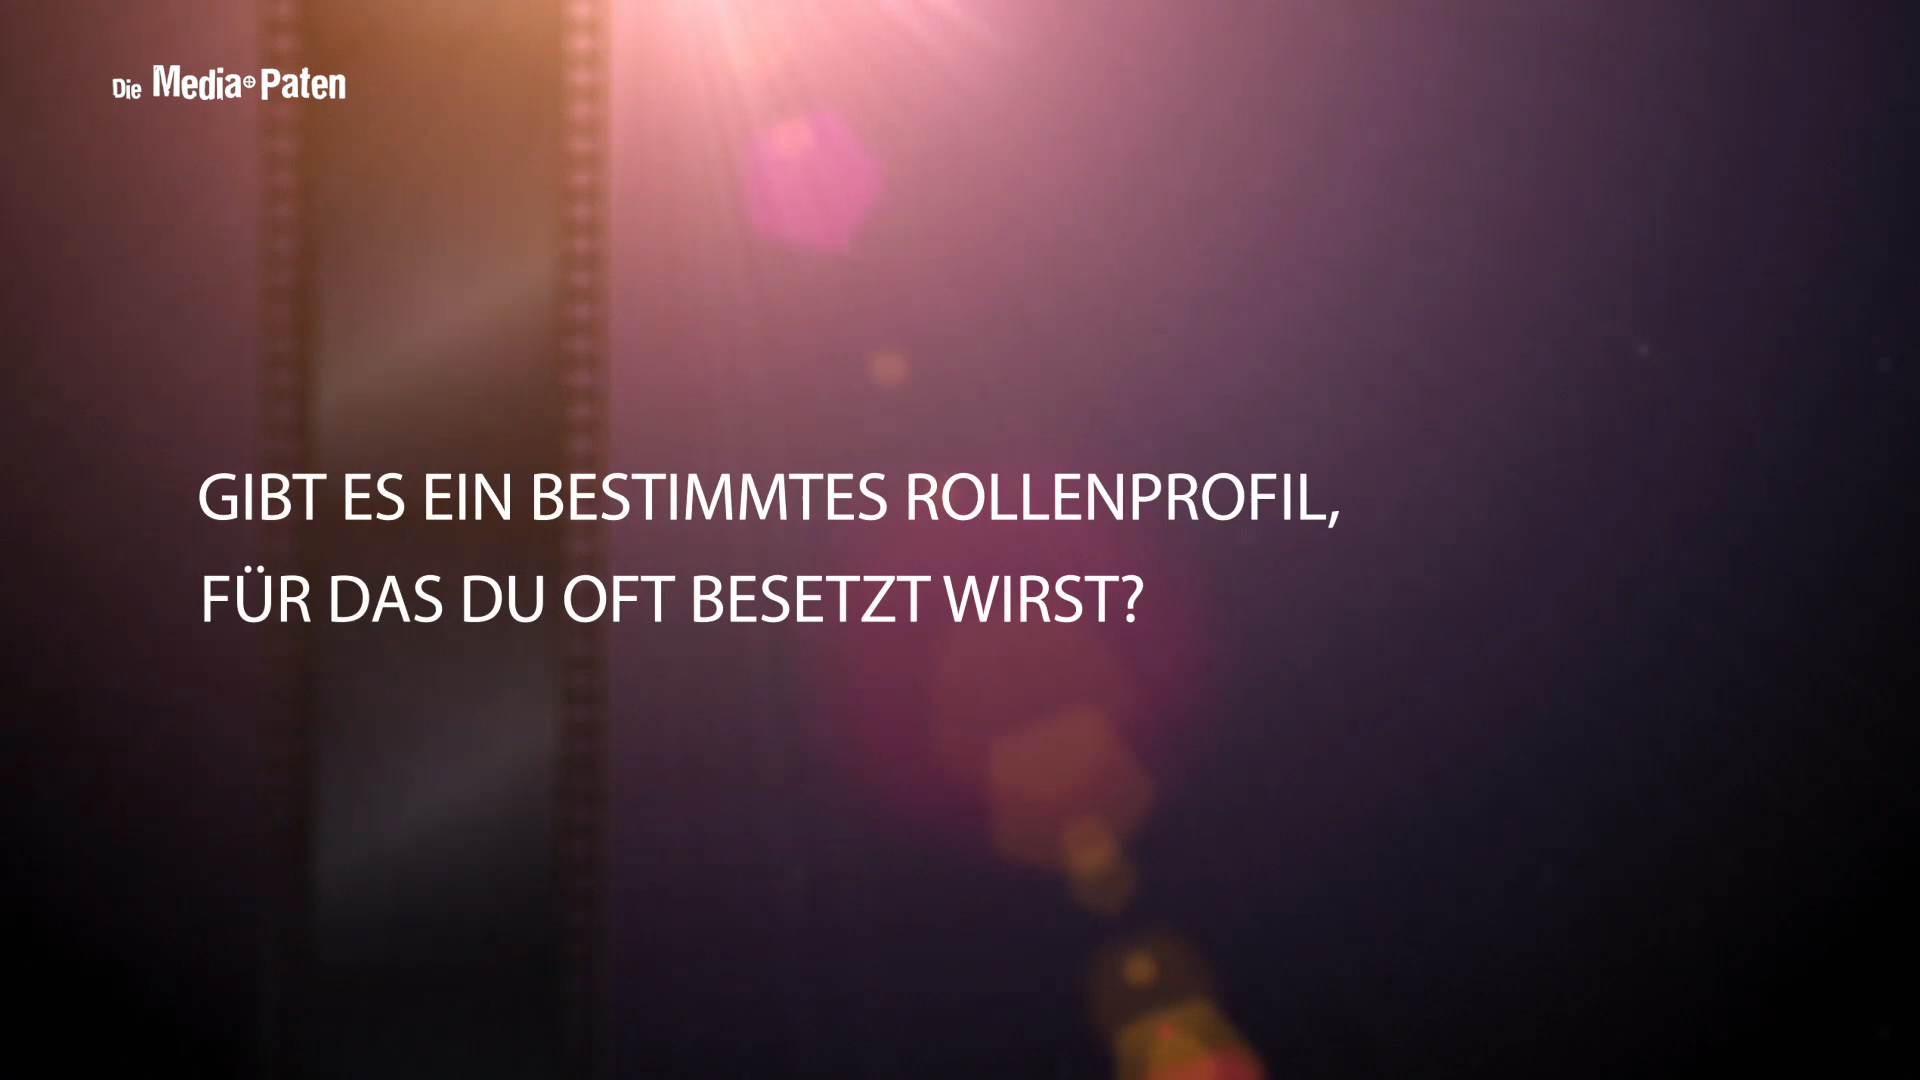 Die Media Paten
GIBT ES EIN BESTIMMTES ROLLENPROFIL,
FÜR DAS DU OFT BESETZT WIRST?